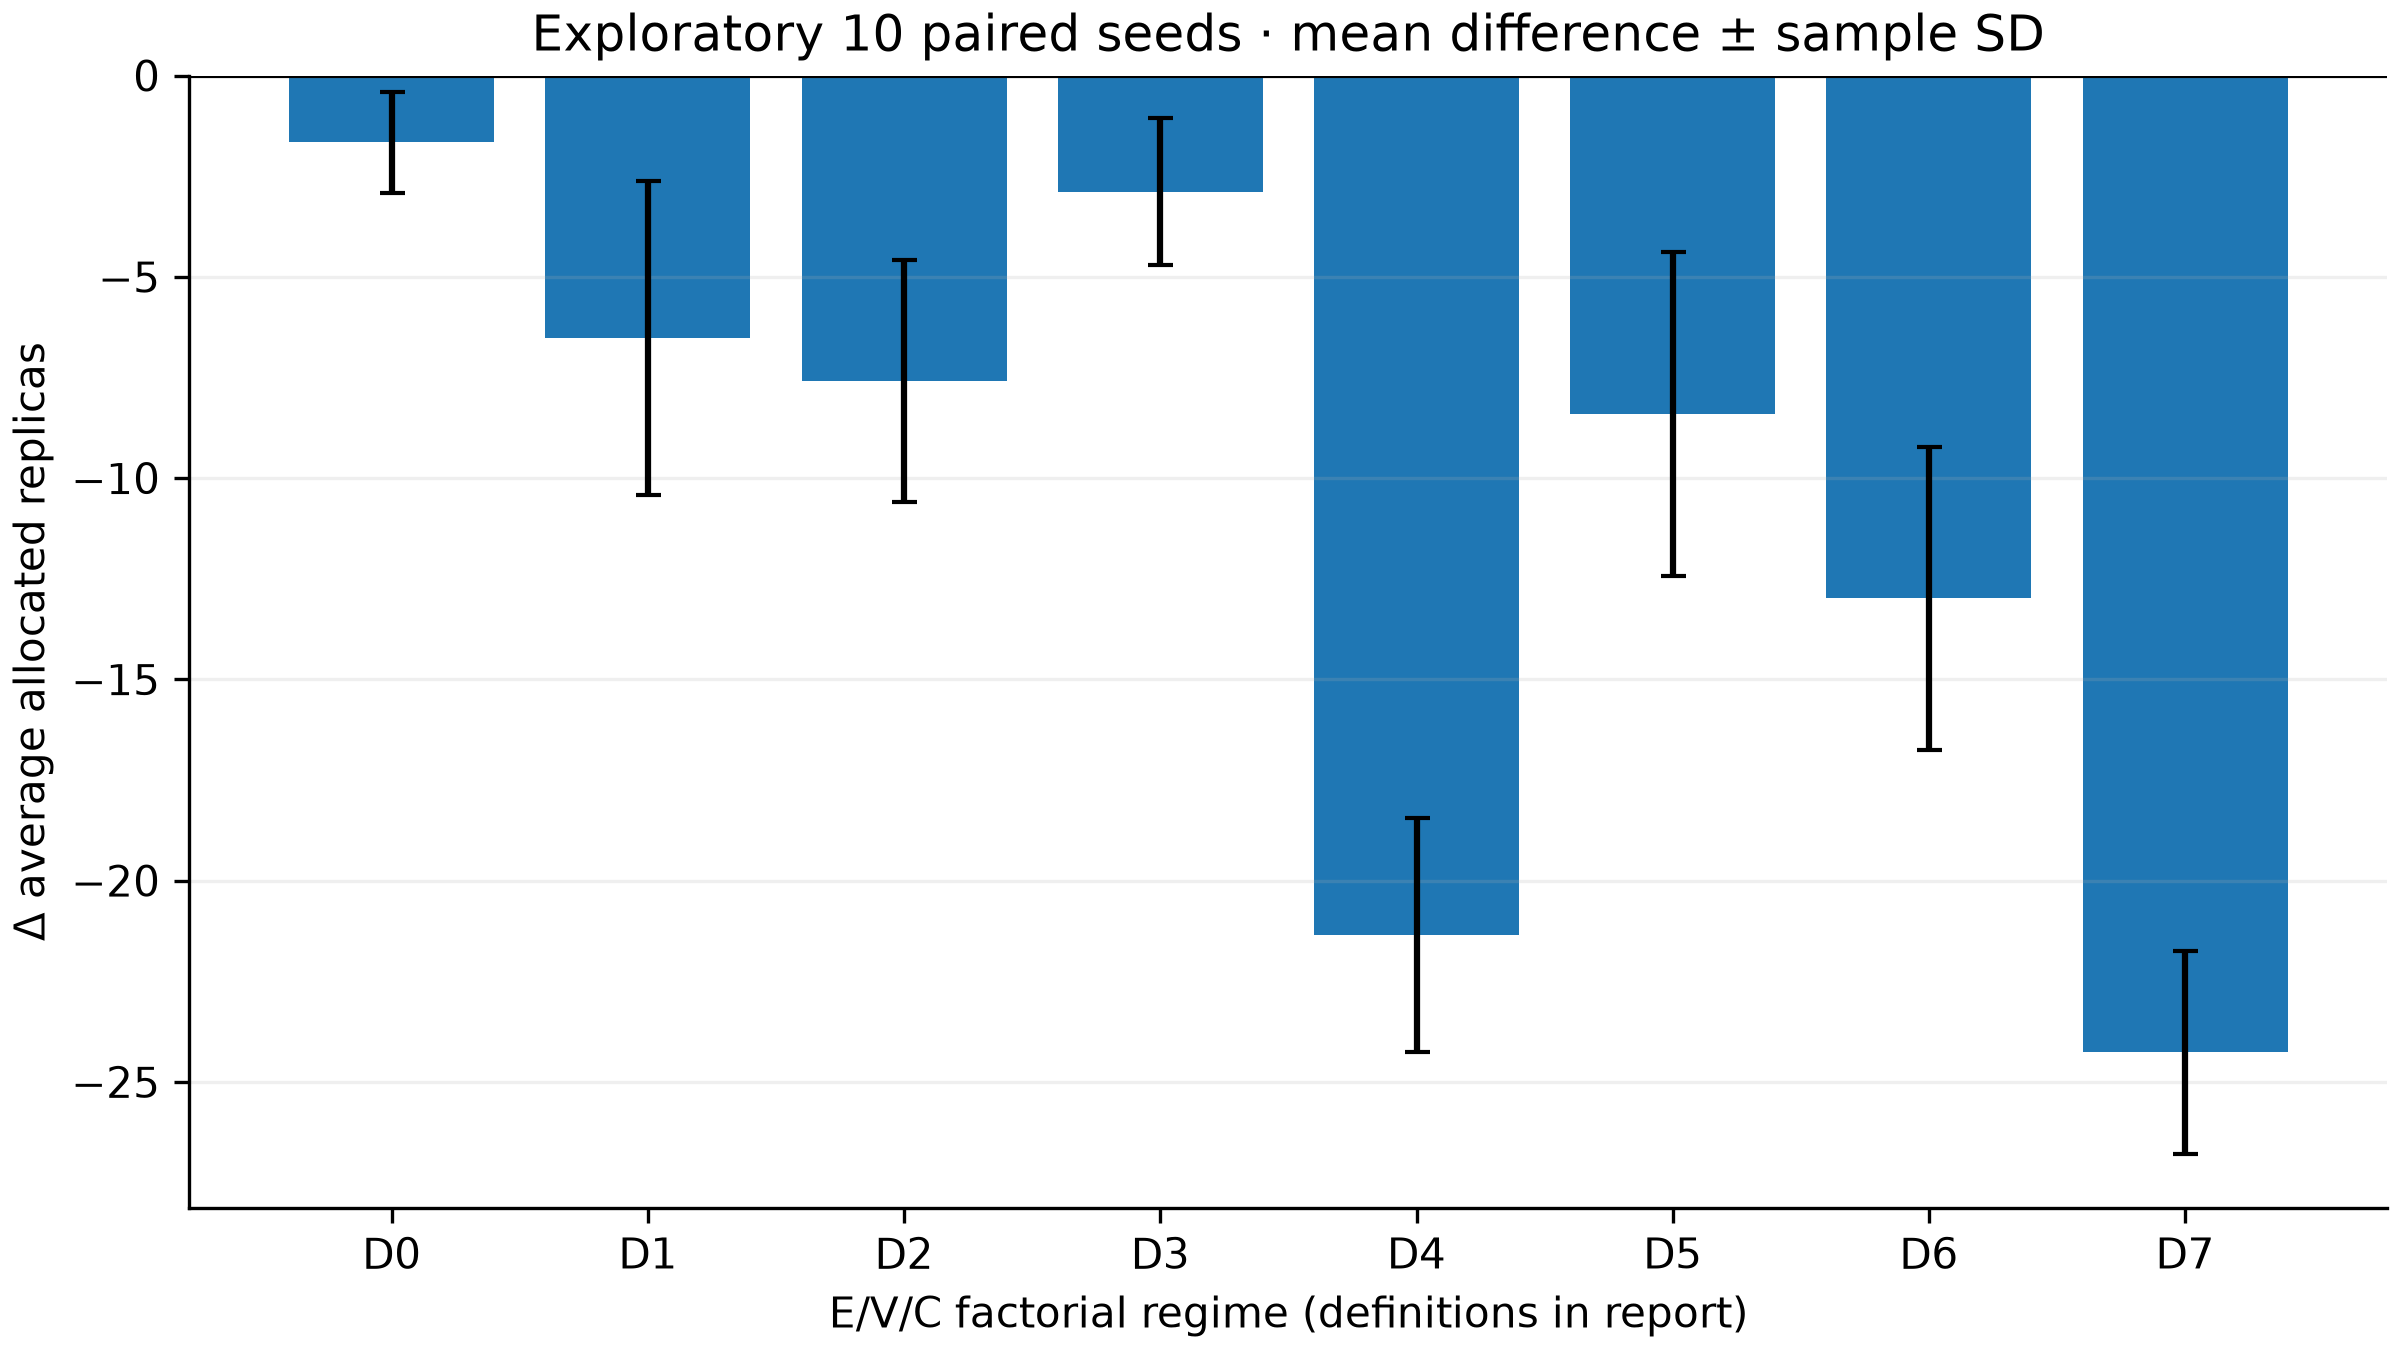 Exploratory 10 paired seeds · mean difference ± sample SD
Δ average allocated replicas
0
−5
−10
−15
−20
−25
D0 D1 D2 D3 D4 D5 D6 D7
E/V/C factorial regime (definitions in report)